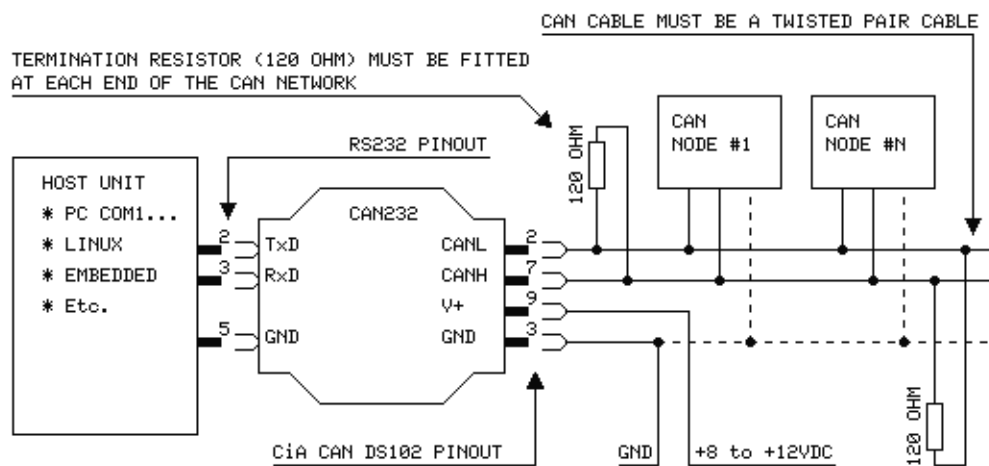 CAN CABLE MUST BE A TWISTED PAIR CABLE
TERMINATION RESISTOR (120 OHM) MUST BE FITTED
AT EACH END OF THE CAN NETWORK
RS232 PINOUT
120 OHM
CAN
NODE #1
CAN
NODE #N
HOST UNIT
* PC COM1...
* LINUX
* EMBEDDED
* Etc.
2
3
5
CAN232
TxD
RxD
GND
CANL
CANH
V+
GND
2
7
9
3
CiA CAN DS102 PINOUT
GND
+8 to +12VDC
120 OHM